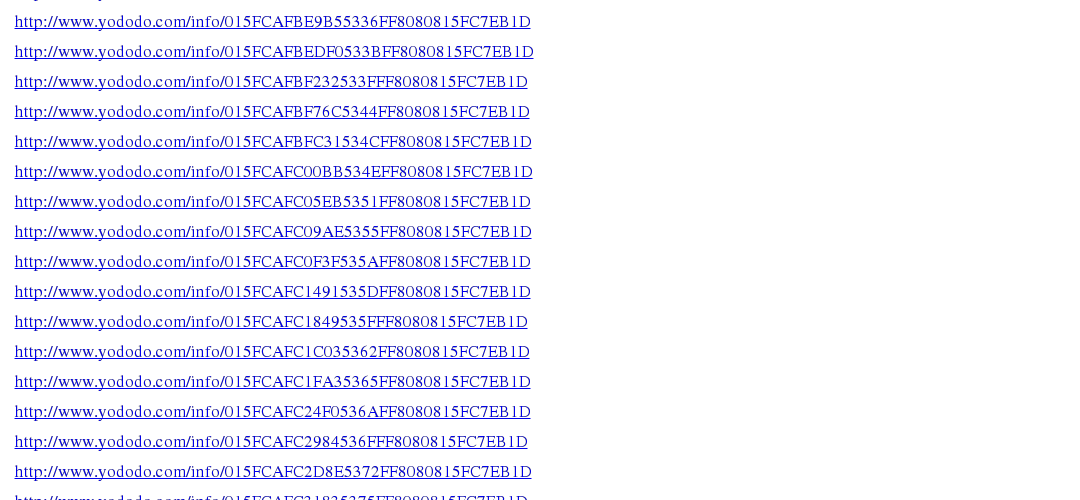 http://www.yododo.com/info/015FCAFBE9B55336FF8080815FC7EB1D
http://www.yododo.com/info/015FCAFBEDF0533BFF8080815FC7EB1D
http://www.yododo.com/info/015FCAFBF232533FFF8080815FC7EB1D
http://www.yododo.com/info/015FCAFBF76C5344FF8080815FC7EB1D
http://www.yododo.com/info/015FCAFBFC31534CFF8080815FC7EB1D
http://www.yododo.com/info/015FCAFC00BB534EFF8080815FC7EB1D
http://www.yododo.com/info/015FCAFC05EB5351FF8080815FC7EB1D
http://www.yododo.com/info/015FCAFC09AE5355FF8080815FC7EB1D
http://www.yododo.com/info/015FCAFC0F3F535AFF8080815FC7EB1D
http://www.yododo.com/info/015FCAFC1491535DFF8080815FC7EB1D
http://www.yododo.com/info/015FCAFC1849535FFF8080815FC7EB1D
http://www.yododo.com/info/015FCAFC1C035362FF8080815FC7EB1D
http://www.yododo.com/info/015FCAFC1FA35365FF8080815FC7EB1D
http://www.yododo.com/info/015FCAFC24F0536AFF8080815FC7EB1D
http://www.yododo.com/info/015FCAFC2984536FFF8080815FC7EB1D
http://www.yododo.com/info/015FCAFC2D8E5372FF8080815FC7EB1D